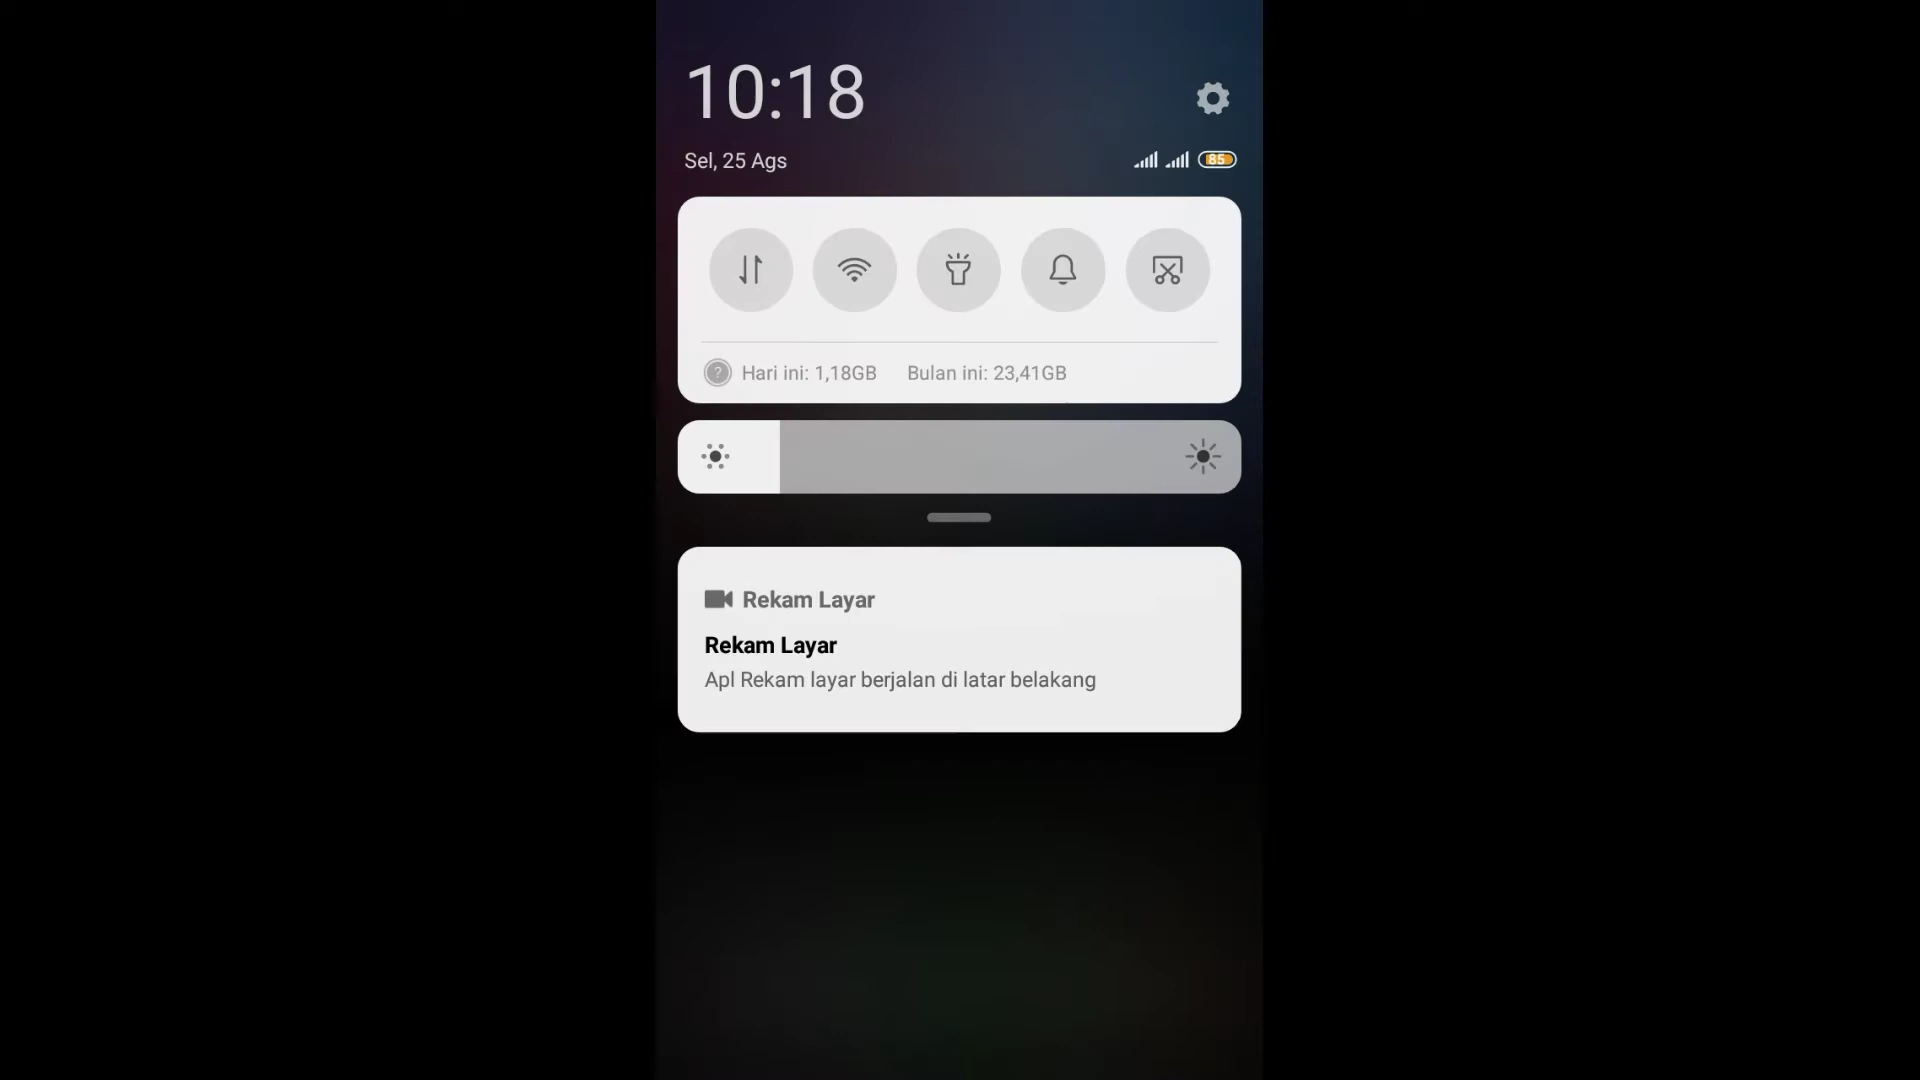 10:18
Sel, 25 Ags
85
? Hari ini: 1,18GB Bulan ini: 23,41GB
Rekam Layar
Rekam Layar
Apl Rekam layar berjalan di latar belakang